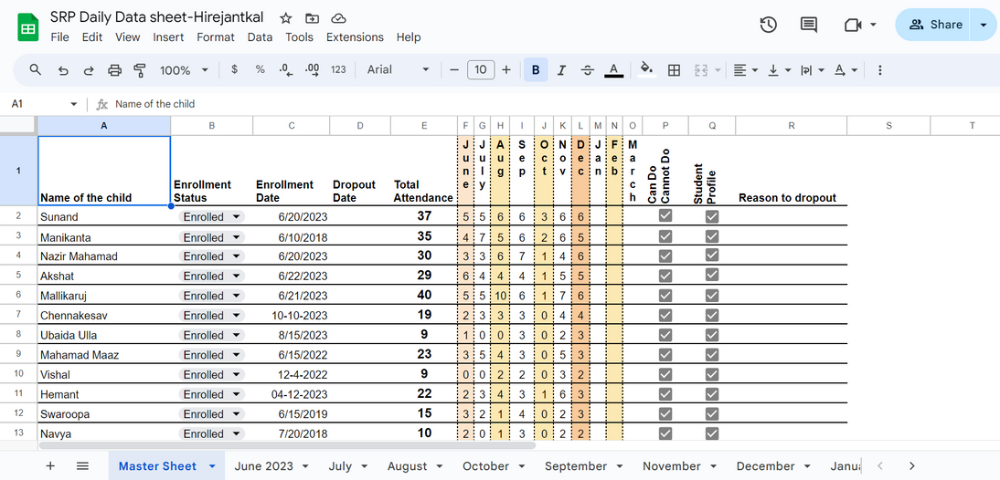 SRP Daily Data sheet-Hirejantkal
File Edit View Insert Format Data Tools Extensions Help
Share
100% $ % .0 .00 123 Arial 10 B I S A
A1 fx Name of the child
A B C D E F G H I J K L M N O P Q R S T
1 Name of the child Enrollment Status Enrollment Date Dropout Date Total Attendance June July Aug Sep Oct Nov Dec Jan Feb March Can Do Cannot Do Student Profile Reason to dropout
2 Sunand Enrolled 6/20/2023 37 5 5 6 6 3 6 6
3 Manikanta Enrolled 6/10/2018 35 4 7 5 6 2 6 5
4 Nazir Mahamad Enrolled 6/20/2023 30 3 3 6 7 1 4 6
5 Akshat Enrolled 6/22/2023 29 6 4 4 4 1 5 5
6 Mallikaruj Enrolled 6/21/2023 40 5 5 10 6 1 7 6
7 Chennakesav Enrolled 10-10-2023 19 2 3 3 3 0 4 4
8 Ubaida Ulla Enrolled 8/15/2023 9 1 0 0 3 0 2 3
9 Mahamad Maaz Enrolled 6/15/2022 23 3 5 4 3 0 5 3
10 Vishal Enrolled 12-4-2022 9 0 0 2 2 0 3 2
11 Hemant Enrolled 04-12-2023 22 2 3 4 3 1 6 3
12 Swaroopa Enrolled 6/15/2019 15 3 2 1 4 0 2 3
13 Navya Enrolled 7/20/2018 10 2 0 1 3 0 2 2
Master Sheet June 2023 July August October September November December Janu